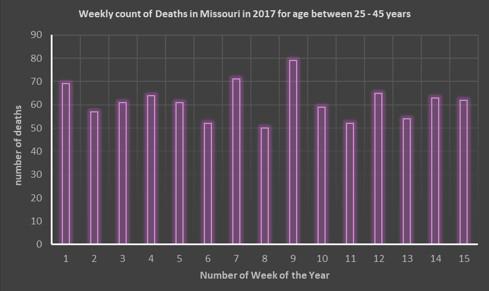 Weekly count of Deaths in Missouri in 2017 for age between 25 - 45 years
90
80
70
60
50
40
30
20
10
0
number of deaths
1 2 3 4 5 6 7 8 9 10 11 12 13 14 15
Number of Week of the Year